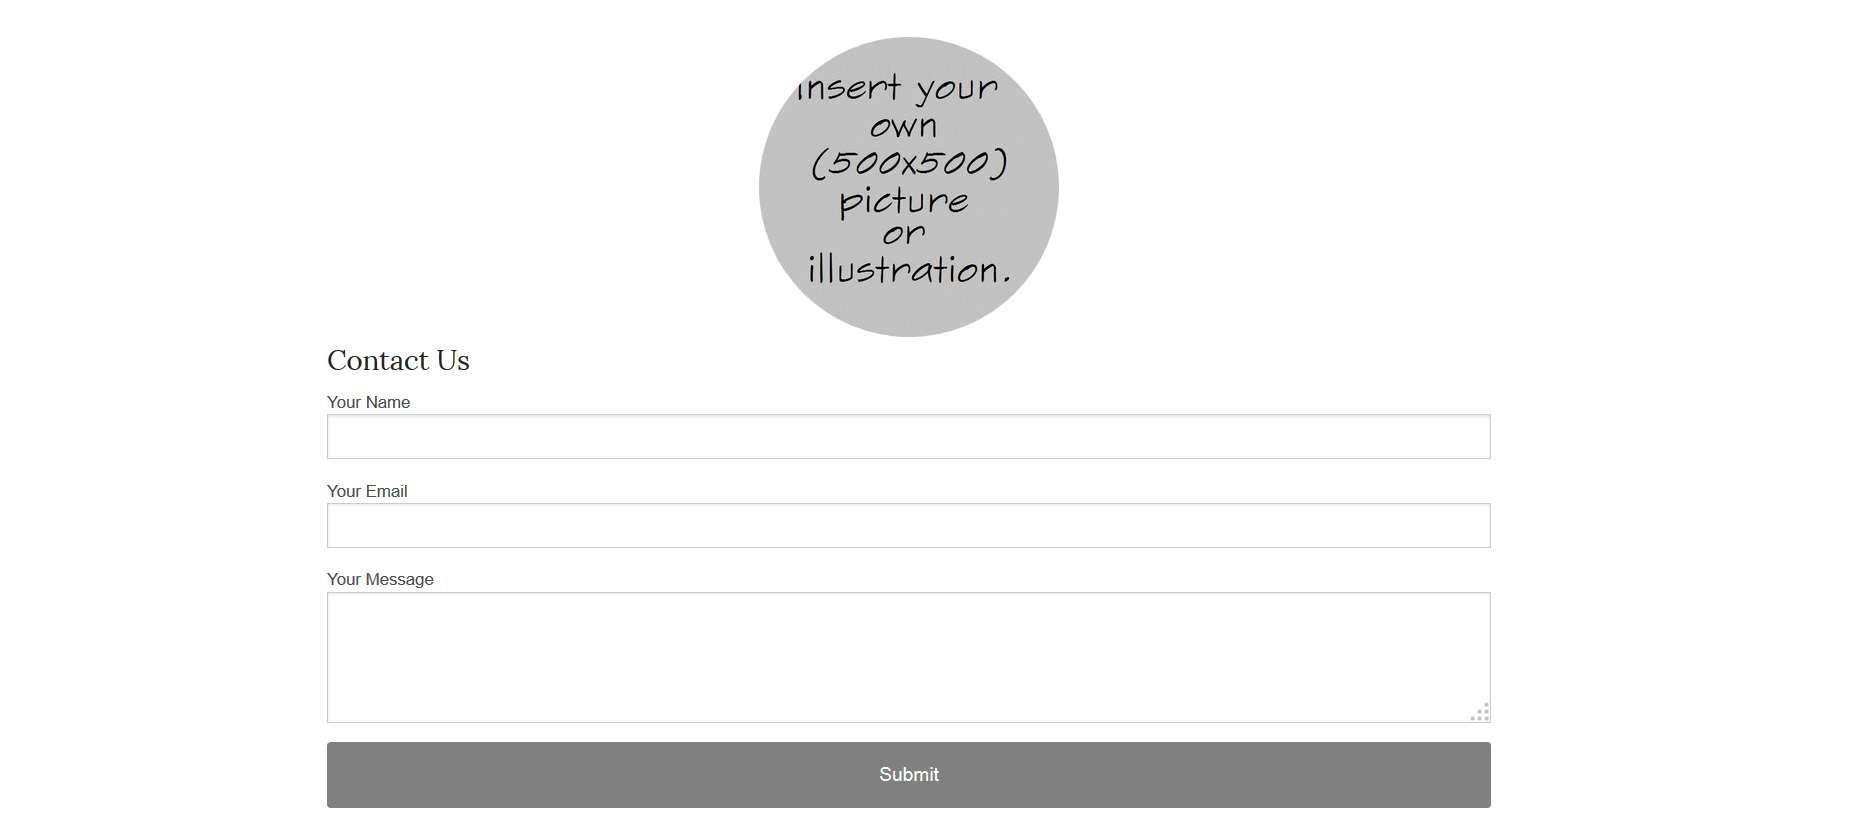 insert your
own
(500x500)
picture
or
illustration.
Contact Us
Your Name
Your Email
Your Message
Submit